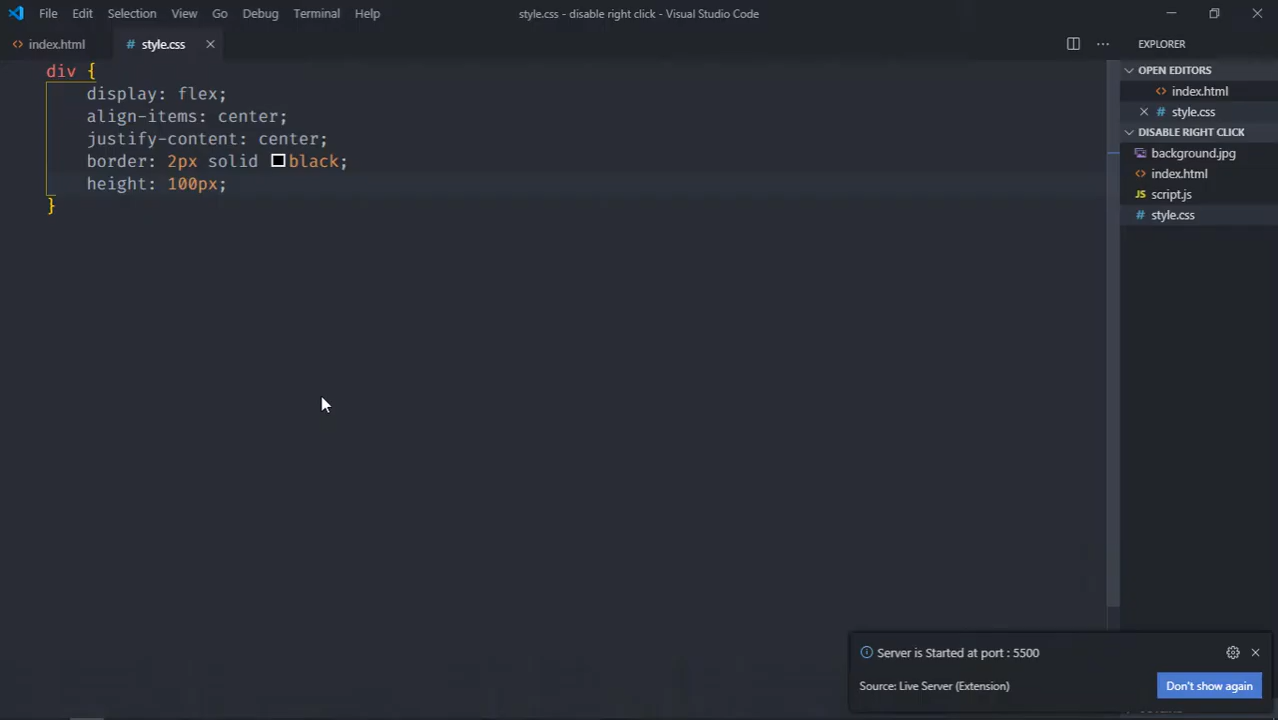 File Edit Selection View Go Debug Terminal Help style.css - disable right click - Visual Studio Code
index.html style.css
div {
display: flex;
align-items: center;
justify-content: center;
border: 2px solid black;
height: 100px;
}
EXPLORER
OPEN EDITORS
index.html
style.css
DISABLE RIGHT CLICK
background.jpg
index.html
JS script.js
# style.css
Server is Started at port : 5500
Source: Live Server (Extension) Don't show again